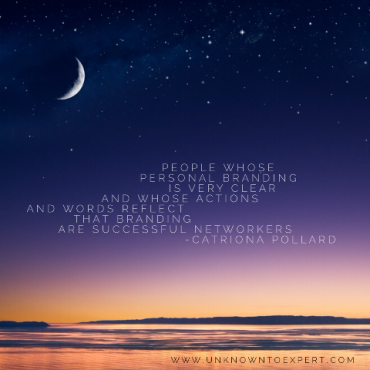 PEOPLE WHOSE
PERSONAL BRANDING
IS VERY CLEAR
AND WHOSE ACTIONS
AND WORDS REFLECT
THAT BRANDING
ARE SUCCESSFUL NETWORKERS
-CATRIONA POLLARD
WWW.UNKNOWNTOEXPERT.COM